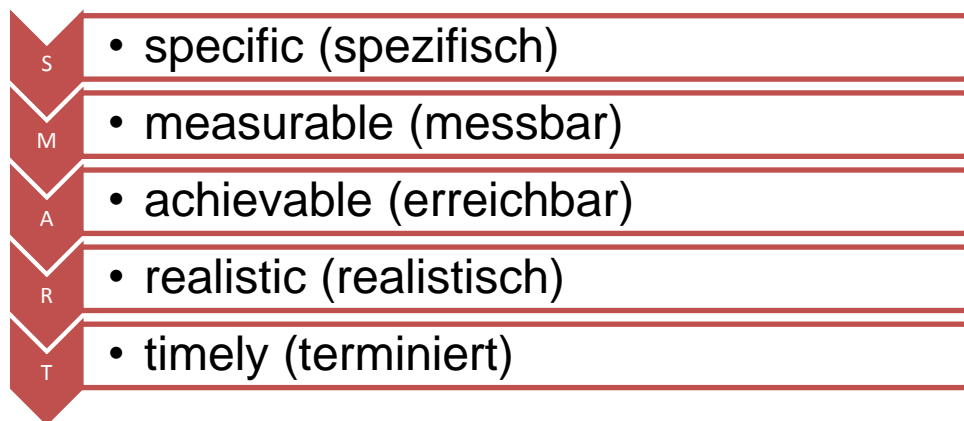 S
• specific (spezifisch)
M
• measurable (messbar)
A
• achievable (erreichbar)
R
• realistic (realistisch)
T
• timely (terminiert)